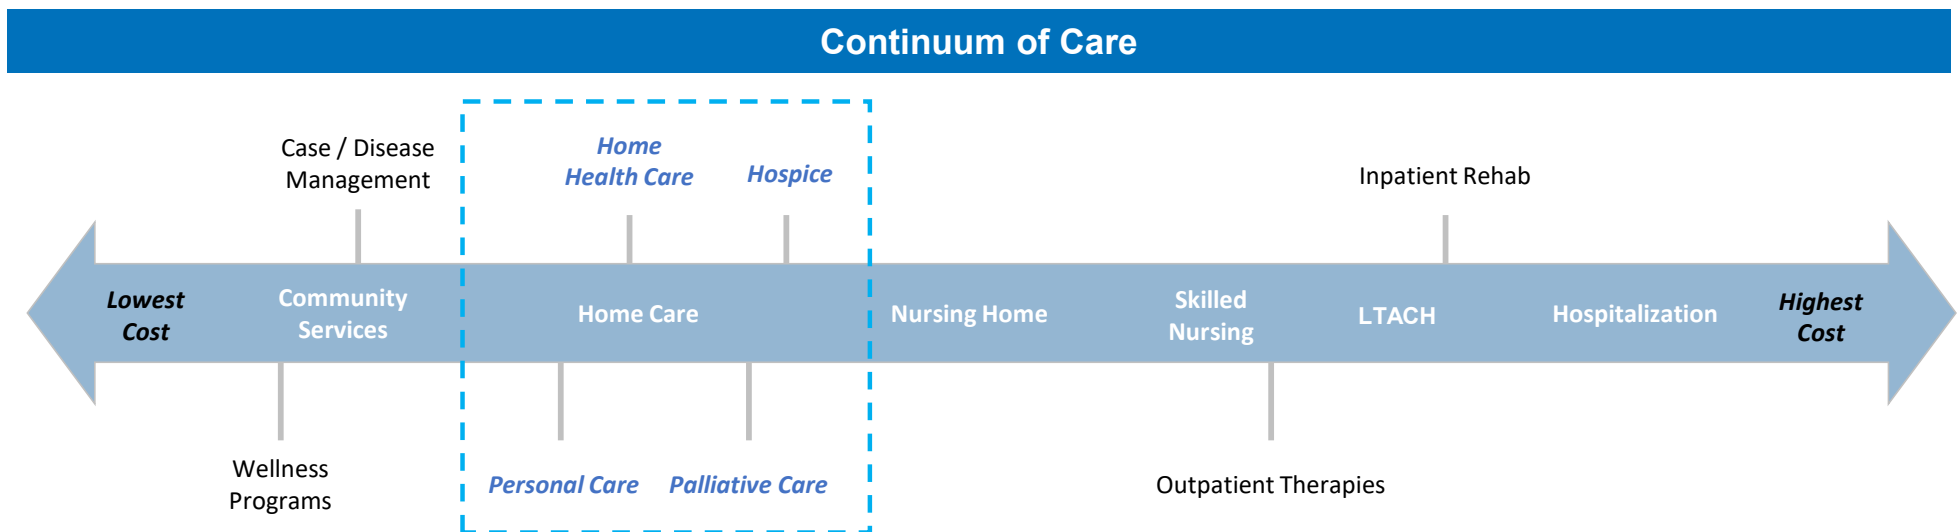 Continuum of Care
Case / Disease
Management
Home
Health Care
Hospice
Inpatient Rehab
Lowest
Cost
Community
Services
Home Care
Nursing Home
Skilled
Nursing
LTACH
Hospitalization
Highest
Cost
Wellness
Programs
Personal Care
Palliative Care
Outpatient Therapies